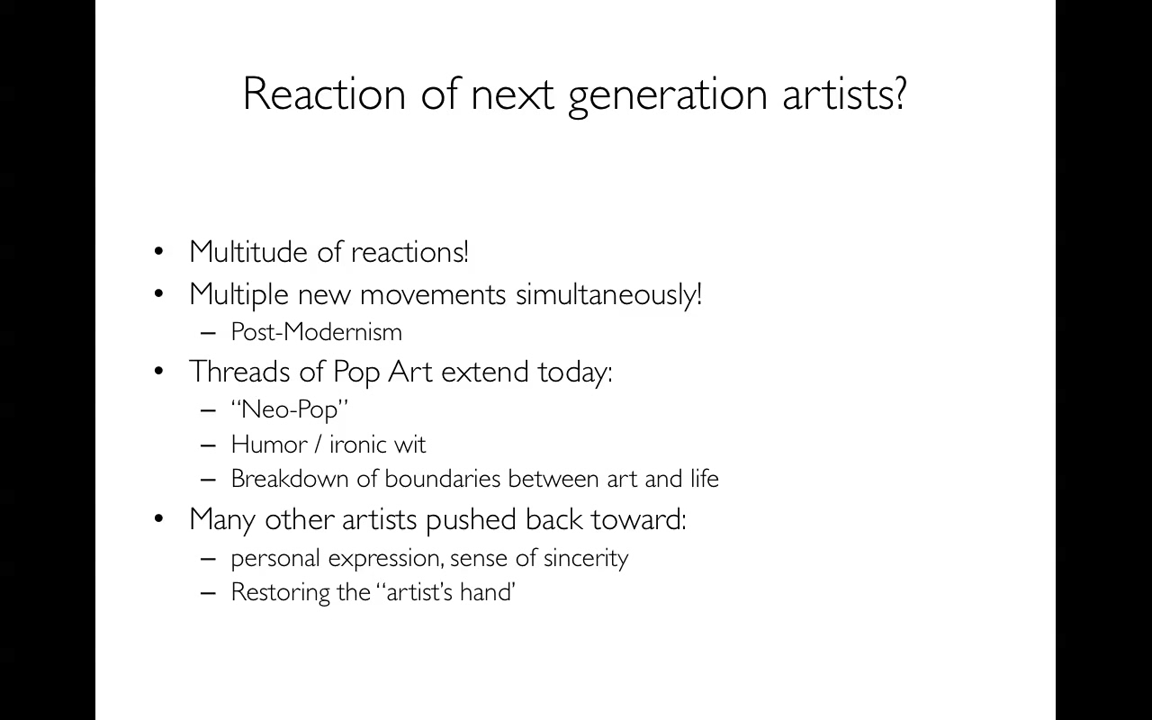 Reaction of next generation artists?
• Multitude of reactions!
• Multiple new movements simultaneously!
– Post-Modernism
• Threads of Pop Art extend today:
– “Neo-Pop”
– Humor / ironic wit
– Breakdown of boundaries between art and life
• Many other artists pushed back toward:
– personal expression, sense of sincerity
– Restoring the “artist’s hand’